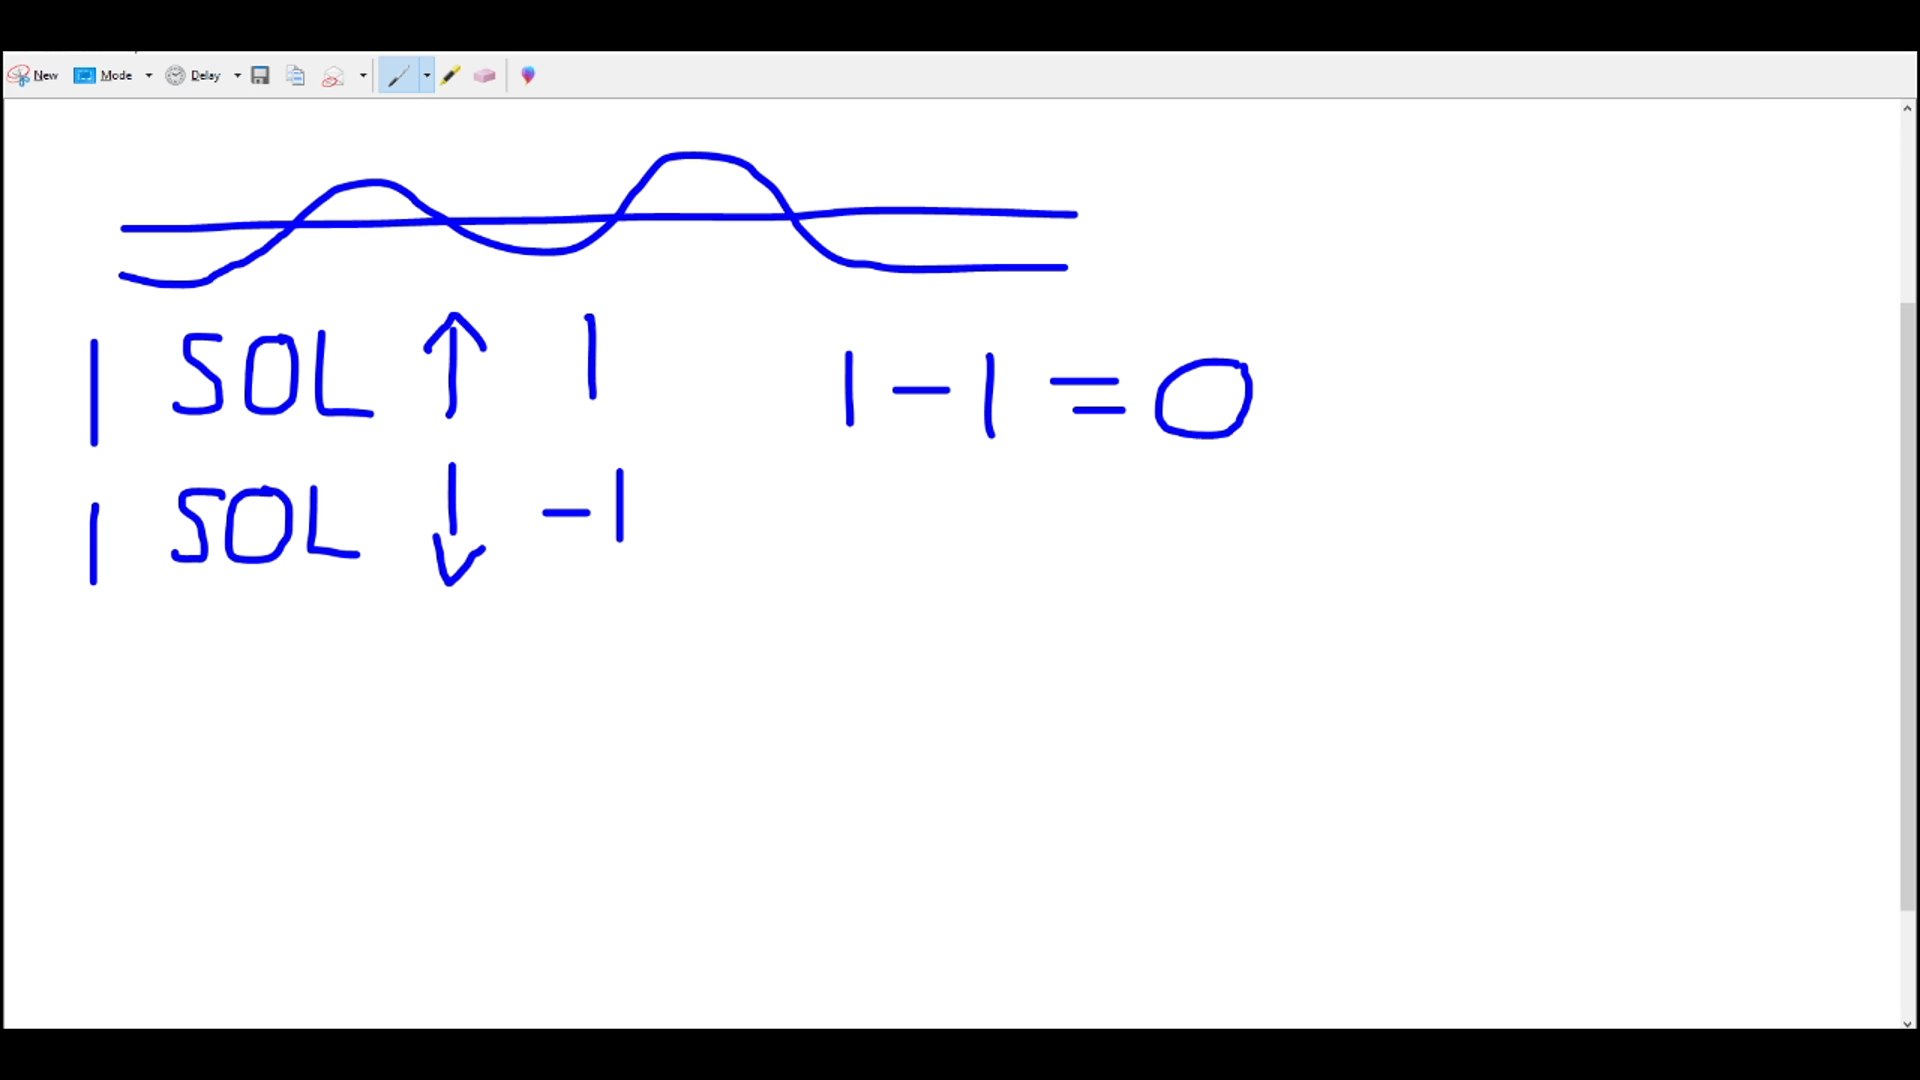 New Mode Delay
1 SOL ↑ 1
1 - 1 = 0
1 SOL ↓ -1